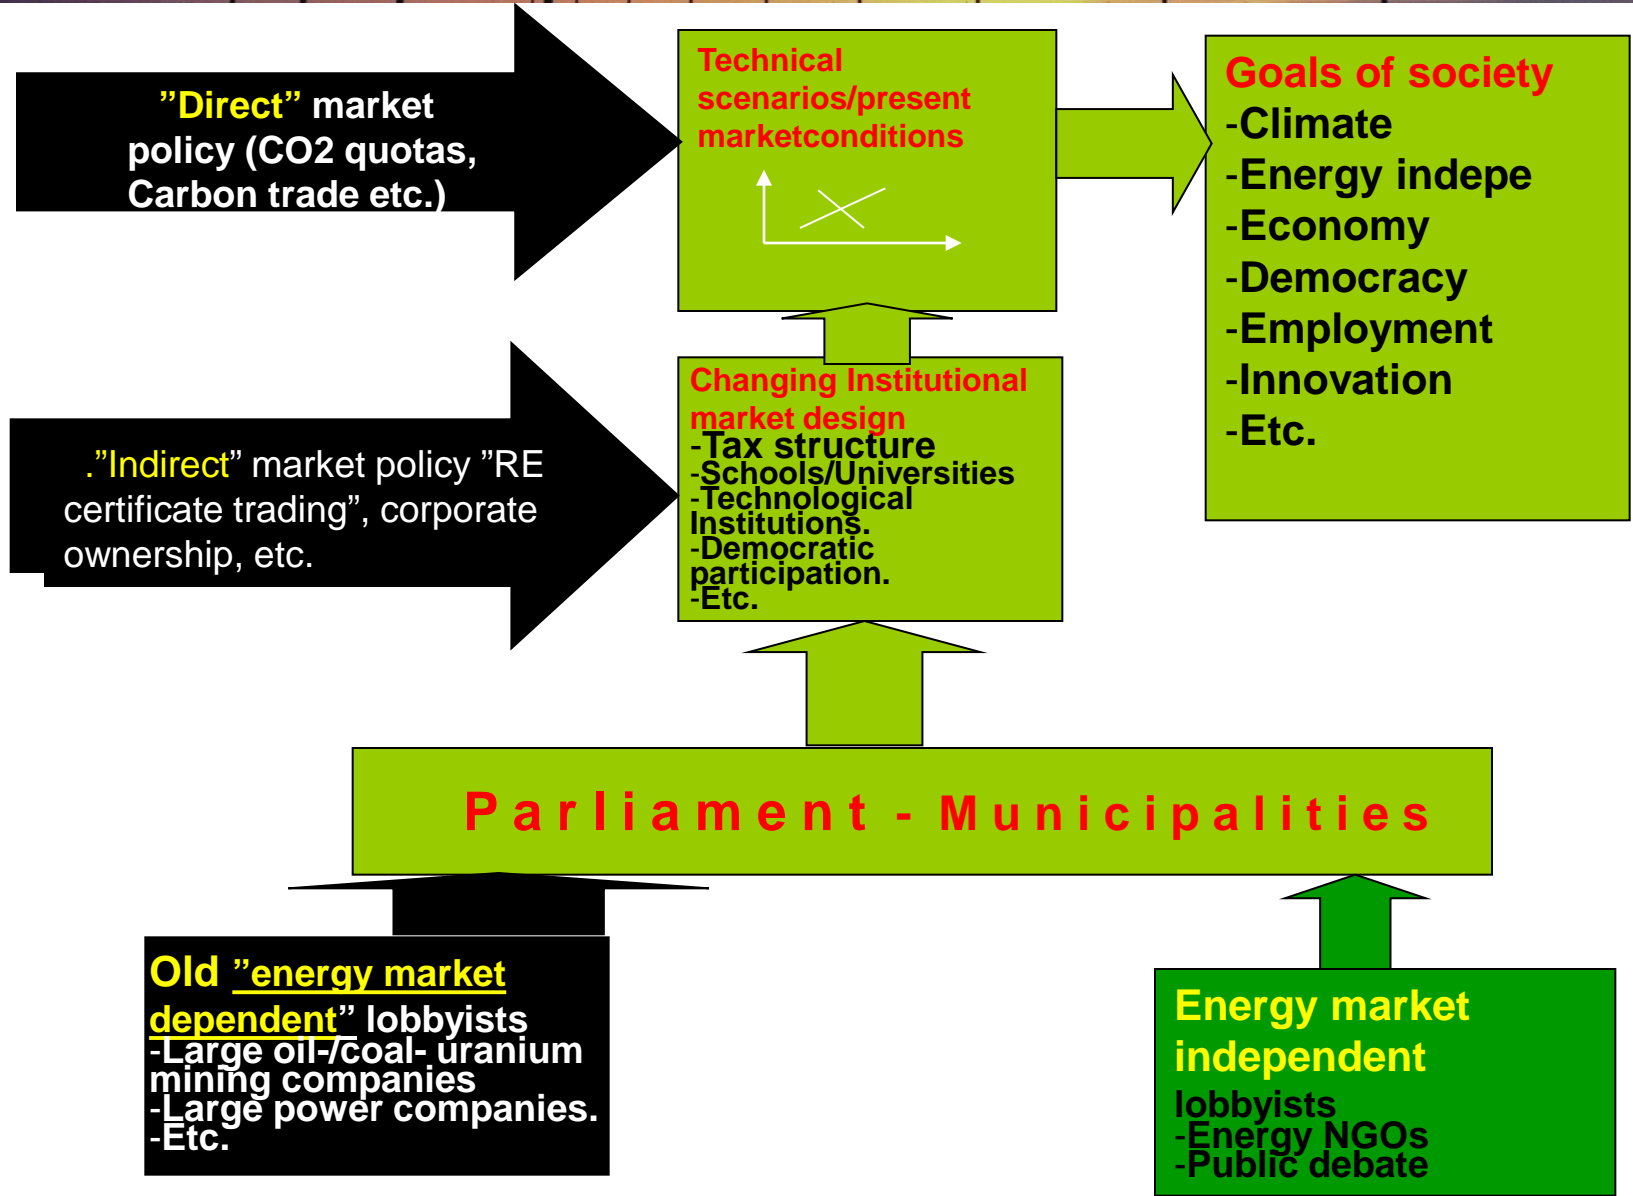 ”Direct” market
policy (CO2 quotas,
Carbon trade etc.)
Technical
scenarios/present
marketconditions
Goals of society
-Climate
-Energy indepe
-Economy
-Democracy
-Employment
-Innovation
-Etc.
.”Indirect” market policy ”RE
certificate trading”, corporate
ownership, etc.
Changing Institutional
market design
-Tax structure
-Schools/Universities
-Technological
Institutions.
-Democratic
participation.
-Etc.
Parliament - Municipalities
Old ”energy market
dependent” lobbyists
-Large oil-/coal- uranium
mining companies
-Large power companies.
-Etc.
Energy market
independent
lobbyists
-Energy NGOs
-Public debate